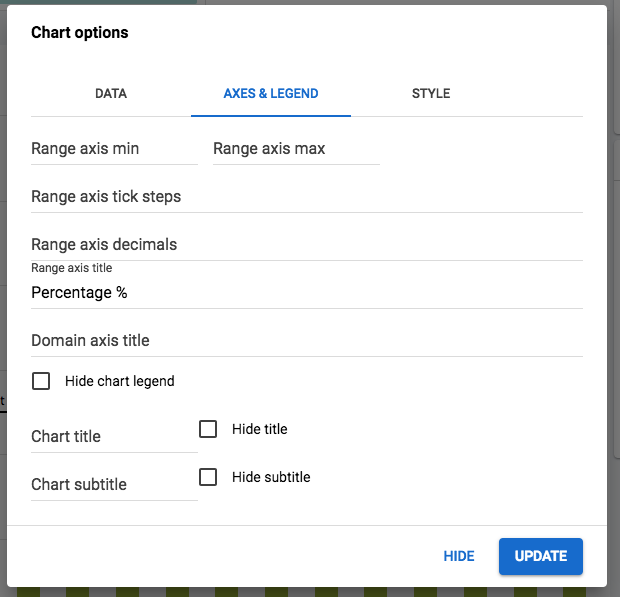 Chart options
DATA AXES & LEGEND STYLE
Range axis min Range axis max
Range axis tick steps
Range axis decimals
Range axis title
Percentage %
Domain axis title
Hide chart legend
Chart title Hide title
Chart subtitle Hide subtitle
HIDE UPDATE